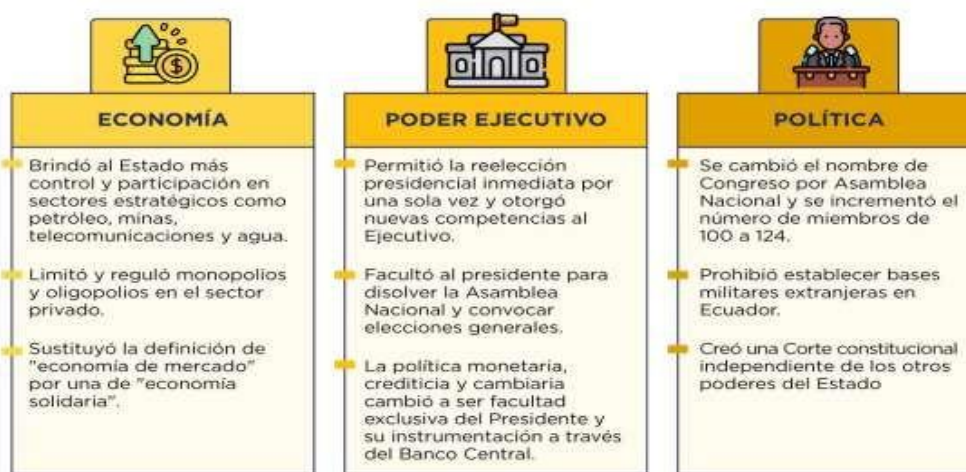 ECONOMÍA
Brindó al Estado más
control y participación en
sectores estratégicos como
petróleo, minas,
telecomunicaciones y agua.
Limitó y reguló monopolios
y oligopolios en el sector
privado.
Sustituyó la definición de
"economía de mercado"
por una de "economía
solidaria".
PODER EJECUTIVO
Permitió la reelección
presidencial inmediata por
una sola vez y otorgó
nuevas competencias al
Ejecutivo.
Facultó al presidente para
disolver la Asamblea
Nacional y convocar
elecciones generales.
La política monetaria,
crediticia y cambiaria
cambió a ser facultad
exclusiva del Presidente y
su instrumentación a través
del Banco Central.
POLÍTICA
Se cambió el nombre de
Congreso por Asamblea
Nacional y se incrementó el
número de miembros de
100 a 124.
Prohibió establecer bases
militares extranjeras en
Ecuador.
Creó una Corte constitucional
independiente de los otros
poderes del Estado